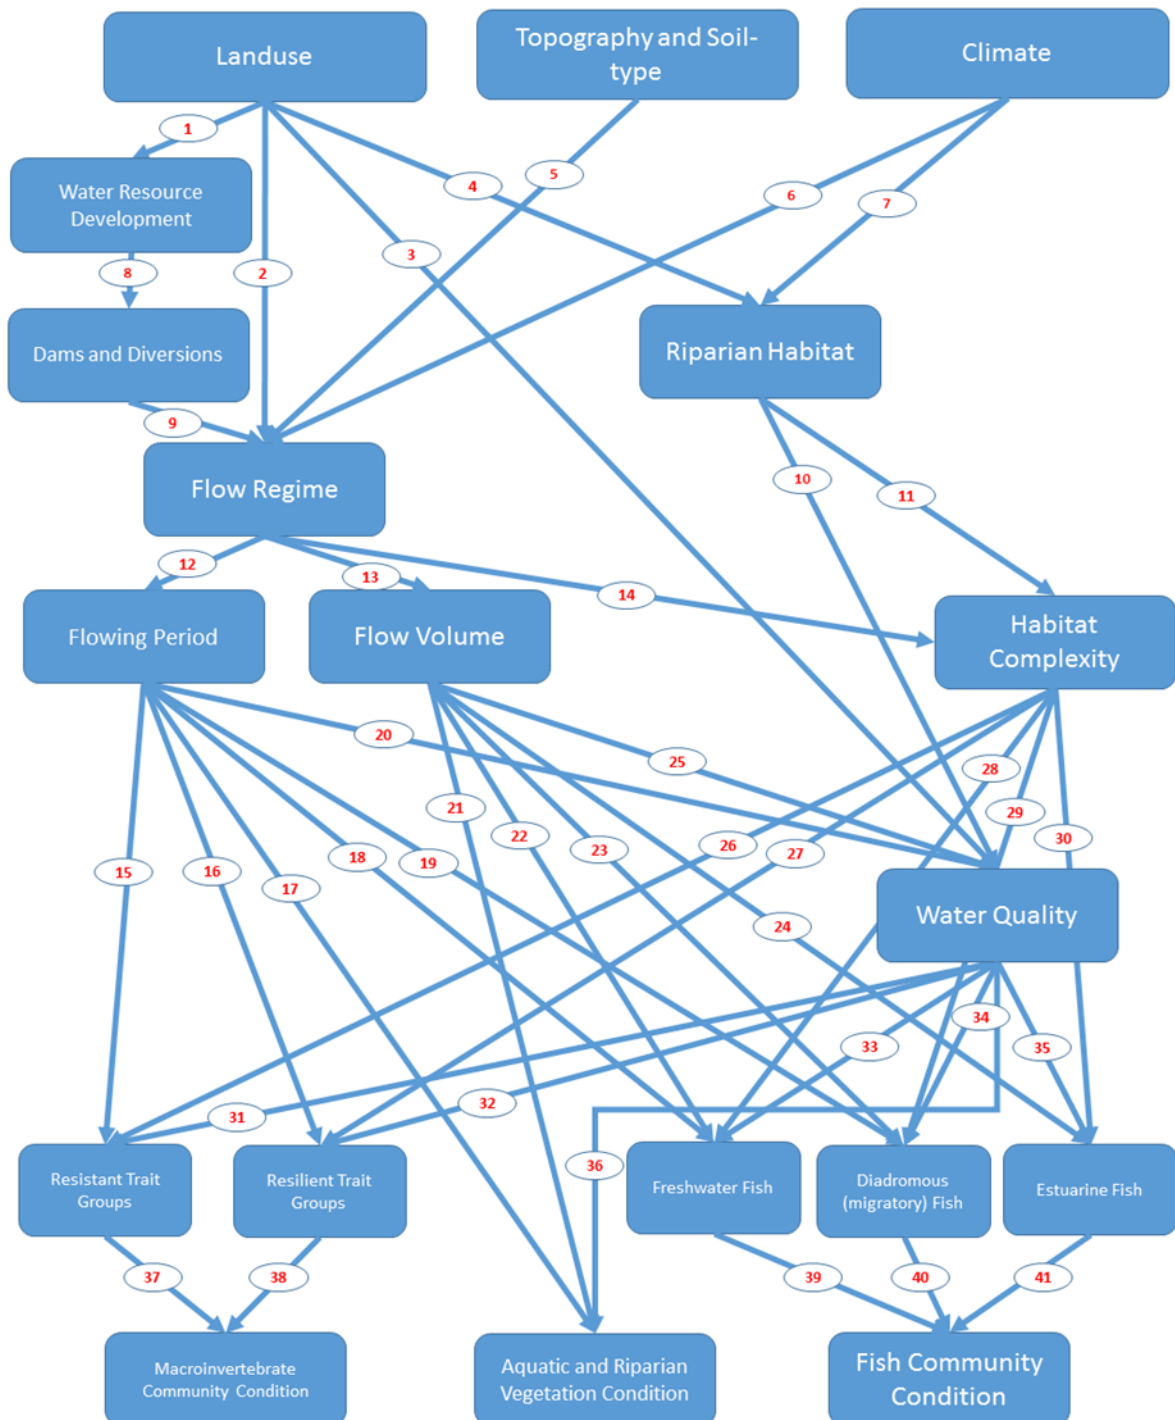 Landuse
Topography and Soil-
type
Climate
1
Water Resource
Development
2
3
4
5
6
7
8
Dams and Diversions
Riparian Habitat
9
Flow Regime
10
11
12
13
14
Flowing Period
Flow Volume
Habitat
Complexity
15
16
17
18
19
20
21
22
23
24
25
26
27
28
29
30
Water Quality
31
32
33
34
35
36
Resistant Trait
Groups
Resilient Trait
Groups
Freshwater Fish
Diadromous
(migratory) Fish
Estuarine Fish
37
38
39
40
41
Macroinvertebrate
Community Condition
Aquatic and Riparian
Vegetation Condition
Fish Community
Condition